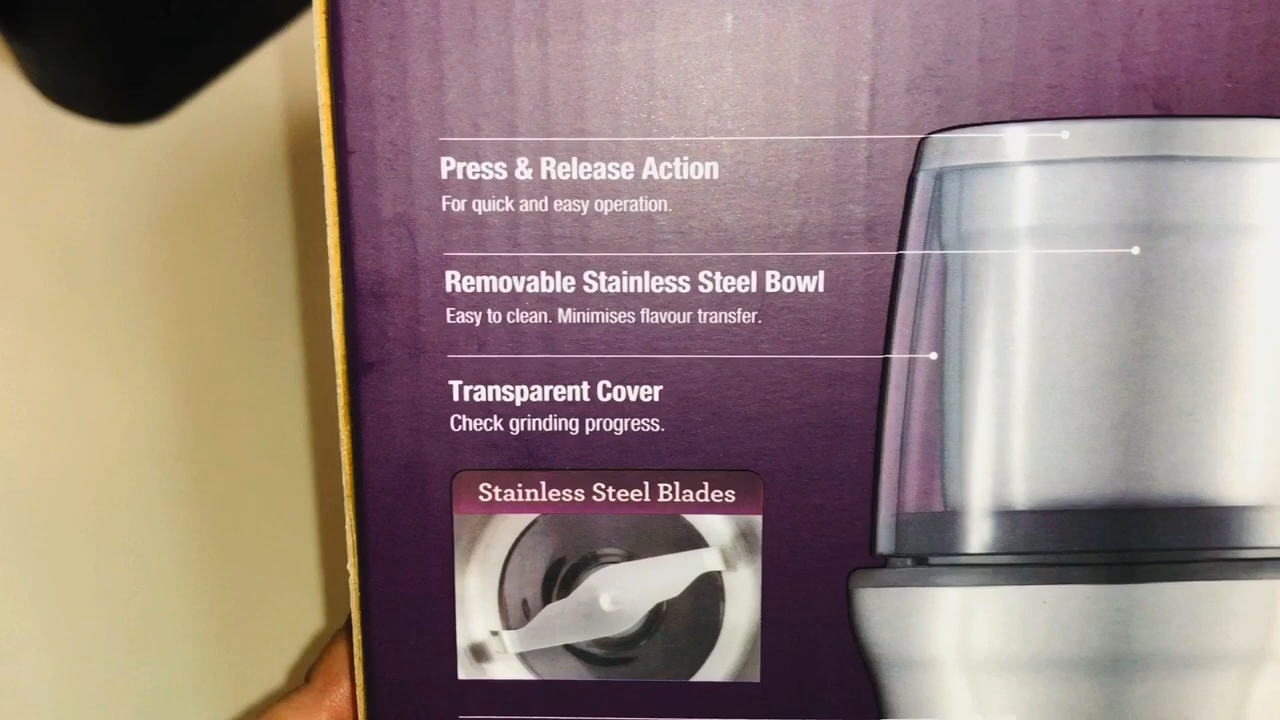 Press & Release Action
For quick and easy operation.
Removable Stainless Steel Bowl
Easy to clean. Minimises flavour transfer.
Transparent Cover
Check grinding progress.
Stainless Steel Blades